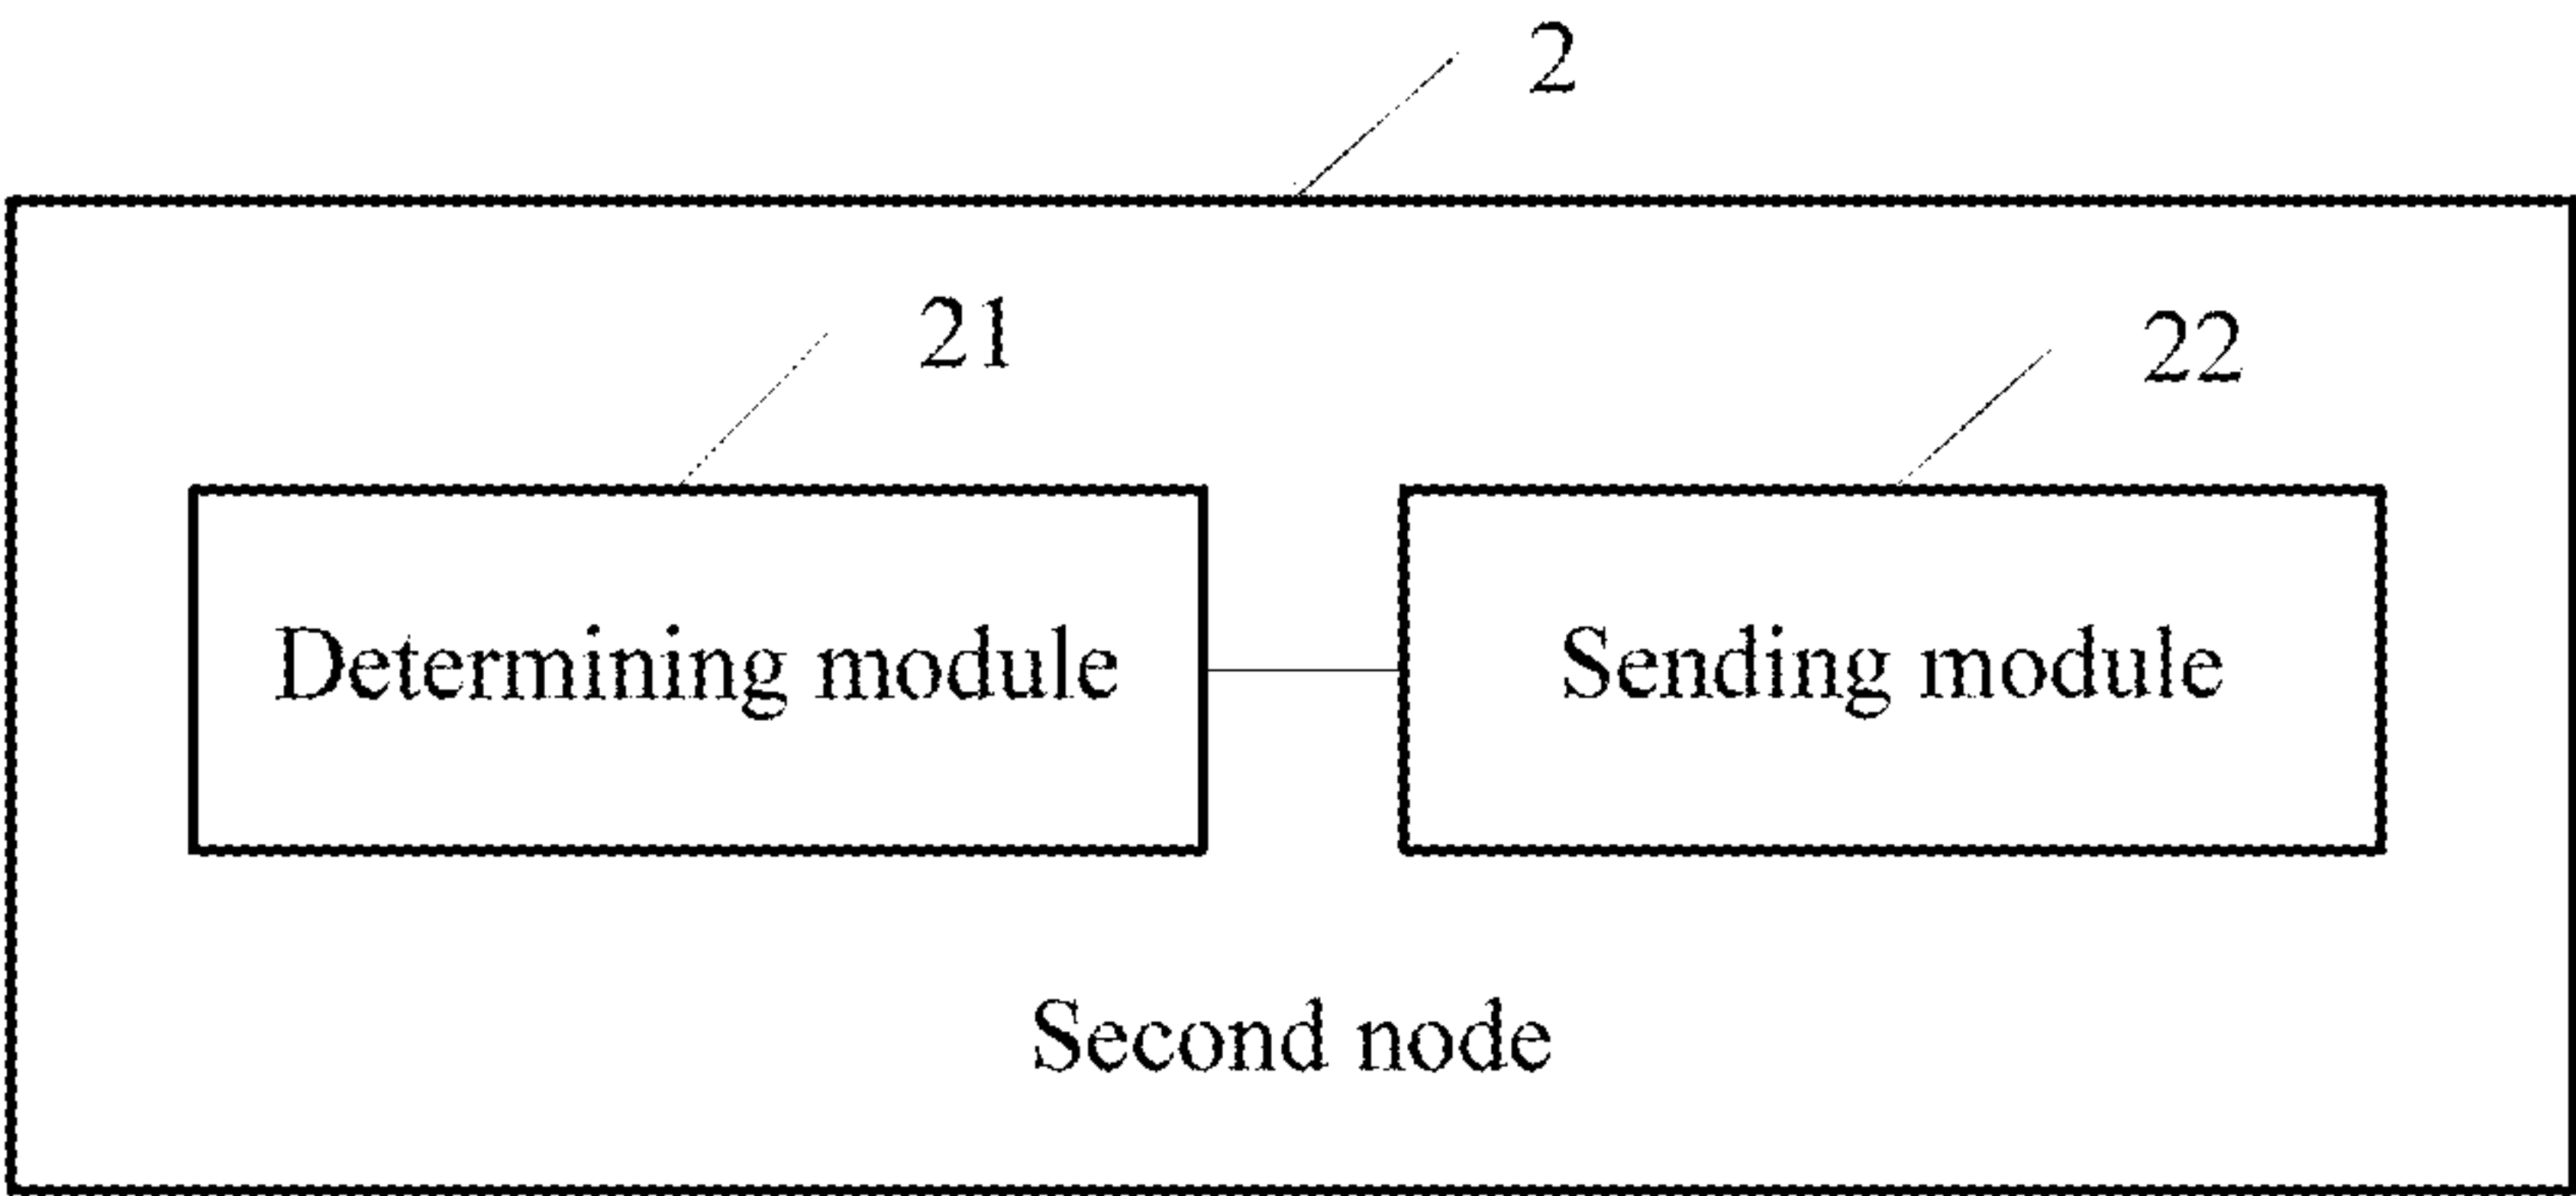 2
21
22
Determining module
Sending module
Second node